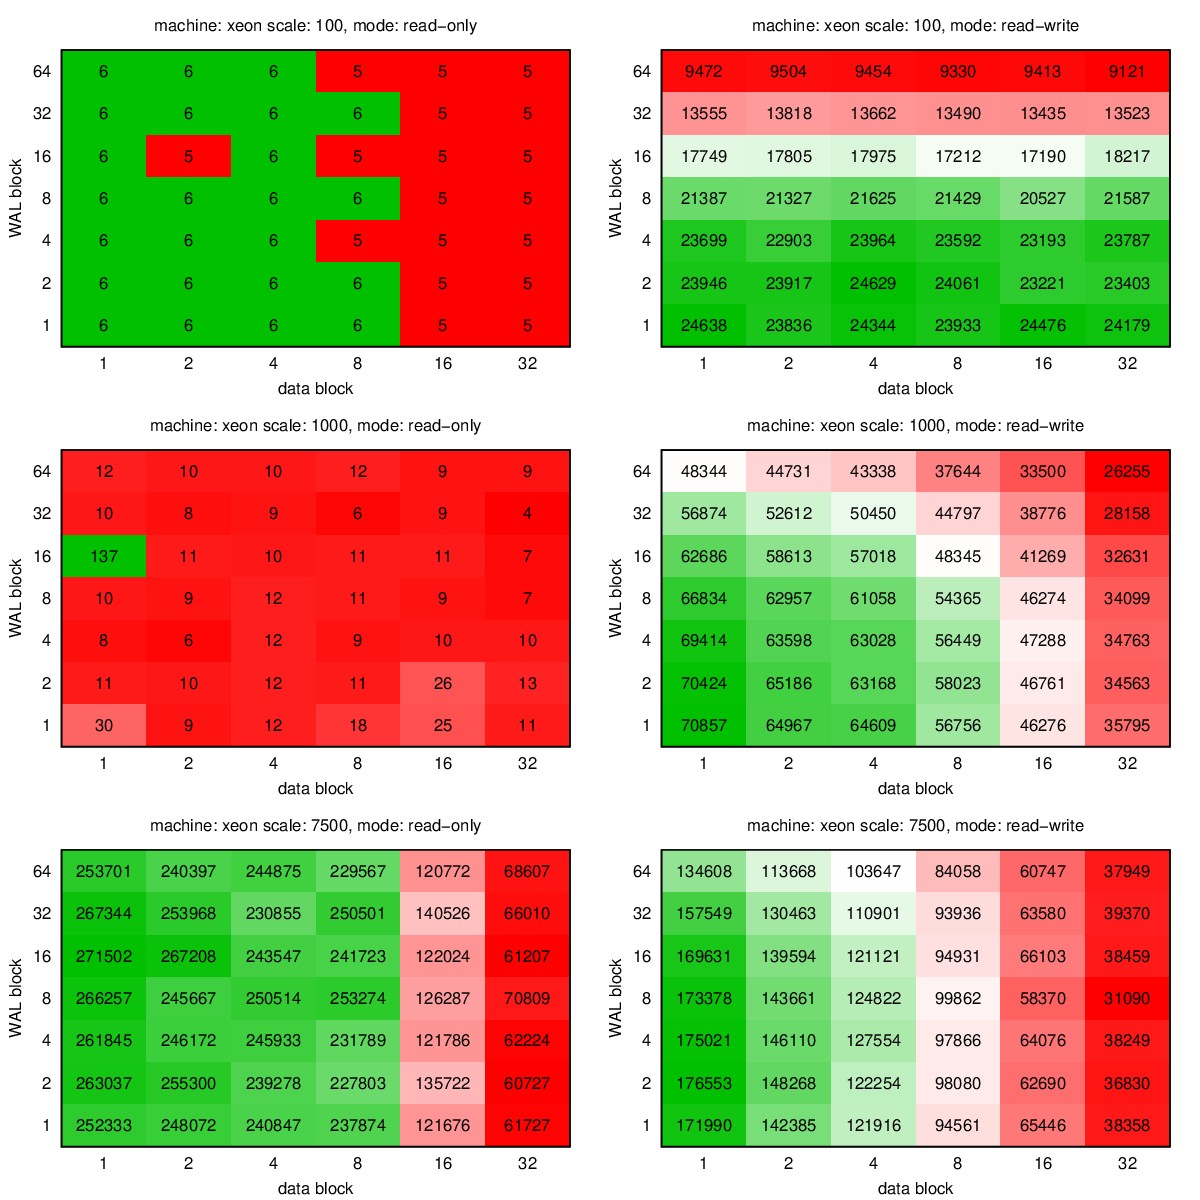 machine: xeon scale: 100, mode: read−only
64 6 6 6 5 5 5
32 6 6 6 6 5 5
16 6 5 6 5 5 5
8 6 6 6 6 5 5
4 6 6 6 5 5 5
2 6 6 6 6 5 5
1 6 6 6 6 5 5
1 2 4 8 16 32
WAL block
data block
machine: xeon scale: 100, mode: read−write
64 9472 9504 9454 9330 9413 9121
32 13555 13818 13662 13490 13435 13523
16 17749 17805 17975 17212 17190 18217
8 21387 21327 21625 21429 20527 21587
4 23699 22903 23964 23592 23193 23787
2 23946 23917 24629 24061 23221 23403
1 24638 23836 24344 23933 24476 24179
1 2 4 8 16 32
WAL block
data block
machine: xeon scale: 1000, mode: read−only
64 12 10 10 12 9 9
32 10 8 9 6 9 4
16 137 11 10 11 11 7
8 10 9 12 11 9 7
4 8 6 12 9 10 10
2 11 10 12 11 26 13
1 30 9 12 18 25 11
1 2 4 8 16 32
WAL block
data block
machine: xeon scale: 1000, mode: read−write
64 48344 44731 43338 37644 33500 26255
32 56874 52612 50450 44797 38776 28158
16 62686 58613 57018 48345 41269 32631
8 66834 62957 61058 54365 46274 34099
4 69414 63598 63028 56449 47288 34763
2 70424 65186 63168 58023 46761 34563
1 70857 64967 64609 56756 46276 35795
1 2 4 8 16 32
WAL block
data block
machine: xeon scale: 7500, mode: read−only
64 253701 240397 244875 229567 120772 68607
32 267344 253968 230855 250501 140526 66010
16 271502 267208 243547 241723 122024 61207
8 266257 245667 250514 253274 126287 70809
4 261845 246172 245933 231789 121786 62224
2 263037 255300 239278 227803 135722 60727
1 252333 248072 240847 237874 121676 61727
1 2 4 8 16 32
WAL block
data block
machine: xeon scale: 7500, mode: read−write
64 134608 113668 103647 84058 60747 37949
32 157549 130463 110901 93936 63580 39370
16 169631 139594 121121 94931 66103 38459
8 173378 143661 124822 99862 58370 31090
4 175021 146110 127554 97866 64076 38249
2 176553 148268 122254 98080 62690 36830
1 171990 142385 121916 94561 65446 38358
1 2 4 8 16 32
WAL block
data block